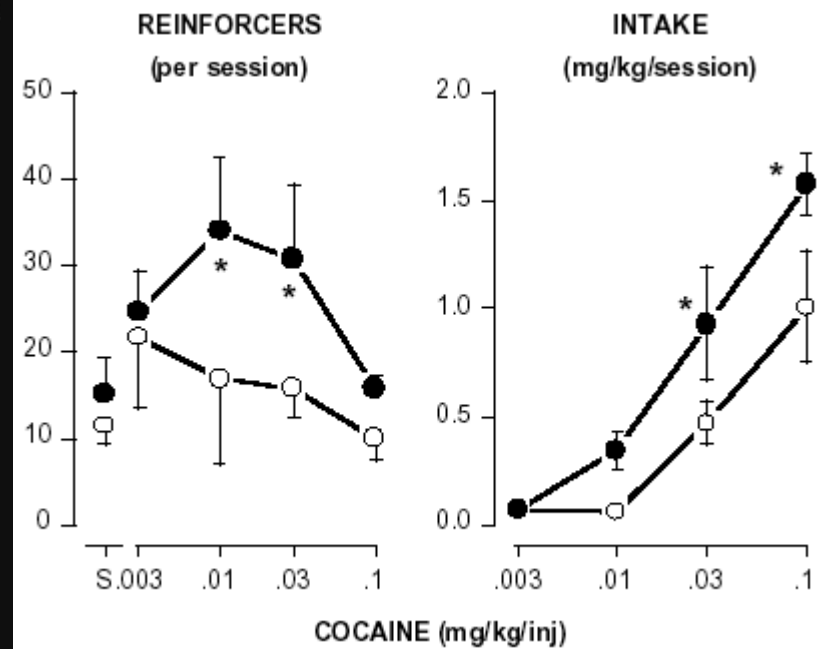 REINFORCERS
(per session)
50
40
30
20
10
0
*
*
S.003 .01 .03 .1
INTAKE
(mg/kg/session)
2.0
1.5
1.0
0.5
0.0
*
*
.003 .01 .03 .1
COCAINE (mg/kg/inj)